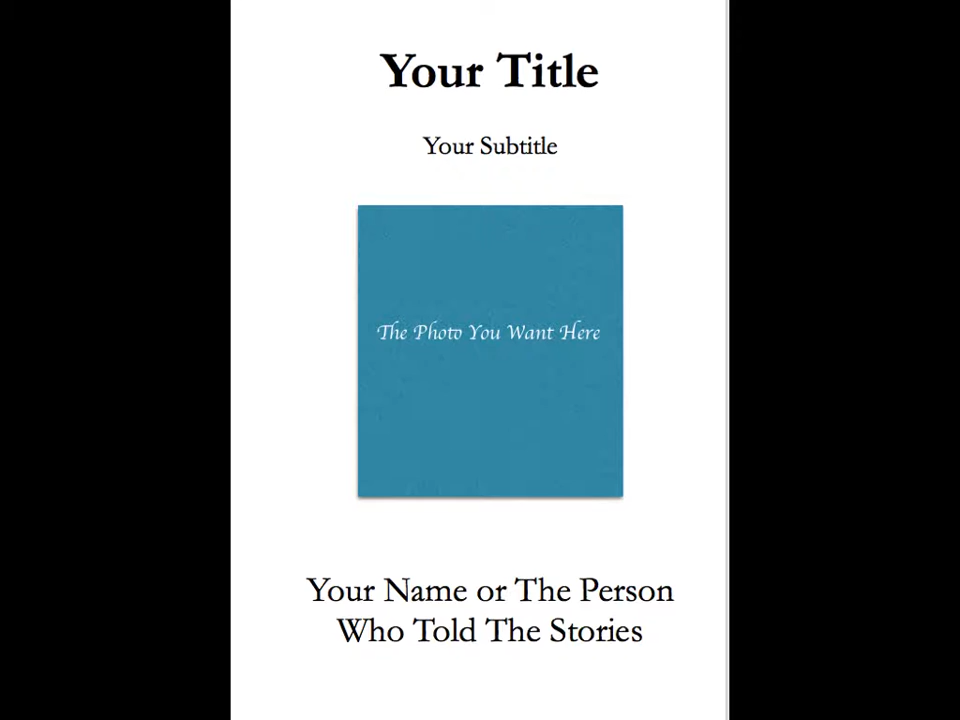 Your Title
Your Subtitle
The Photo You Want Here
Your Name or The Person
Who Told The Stories